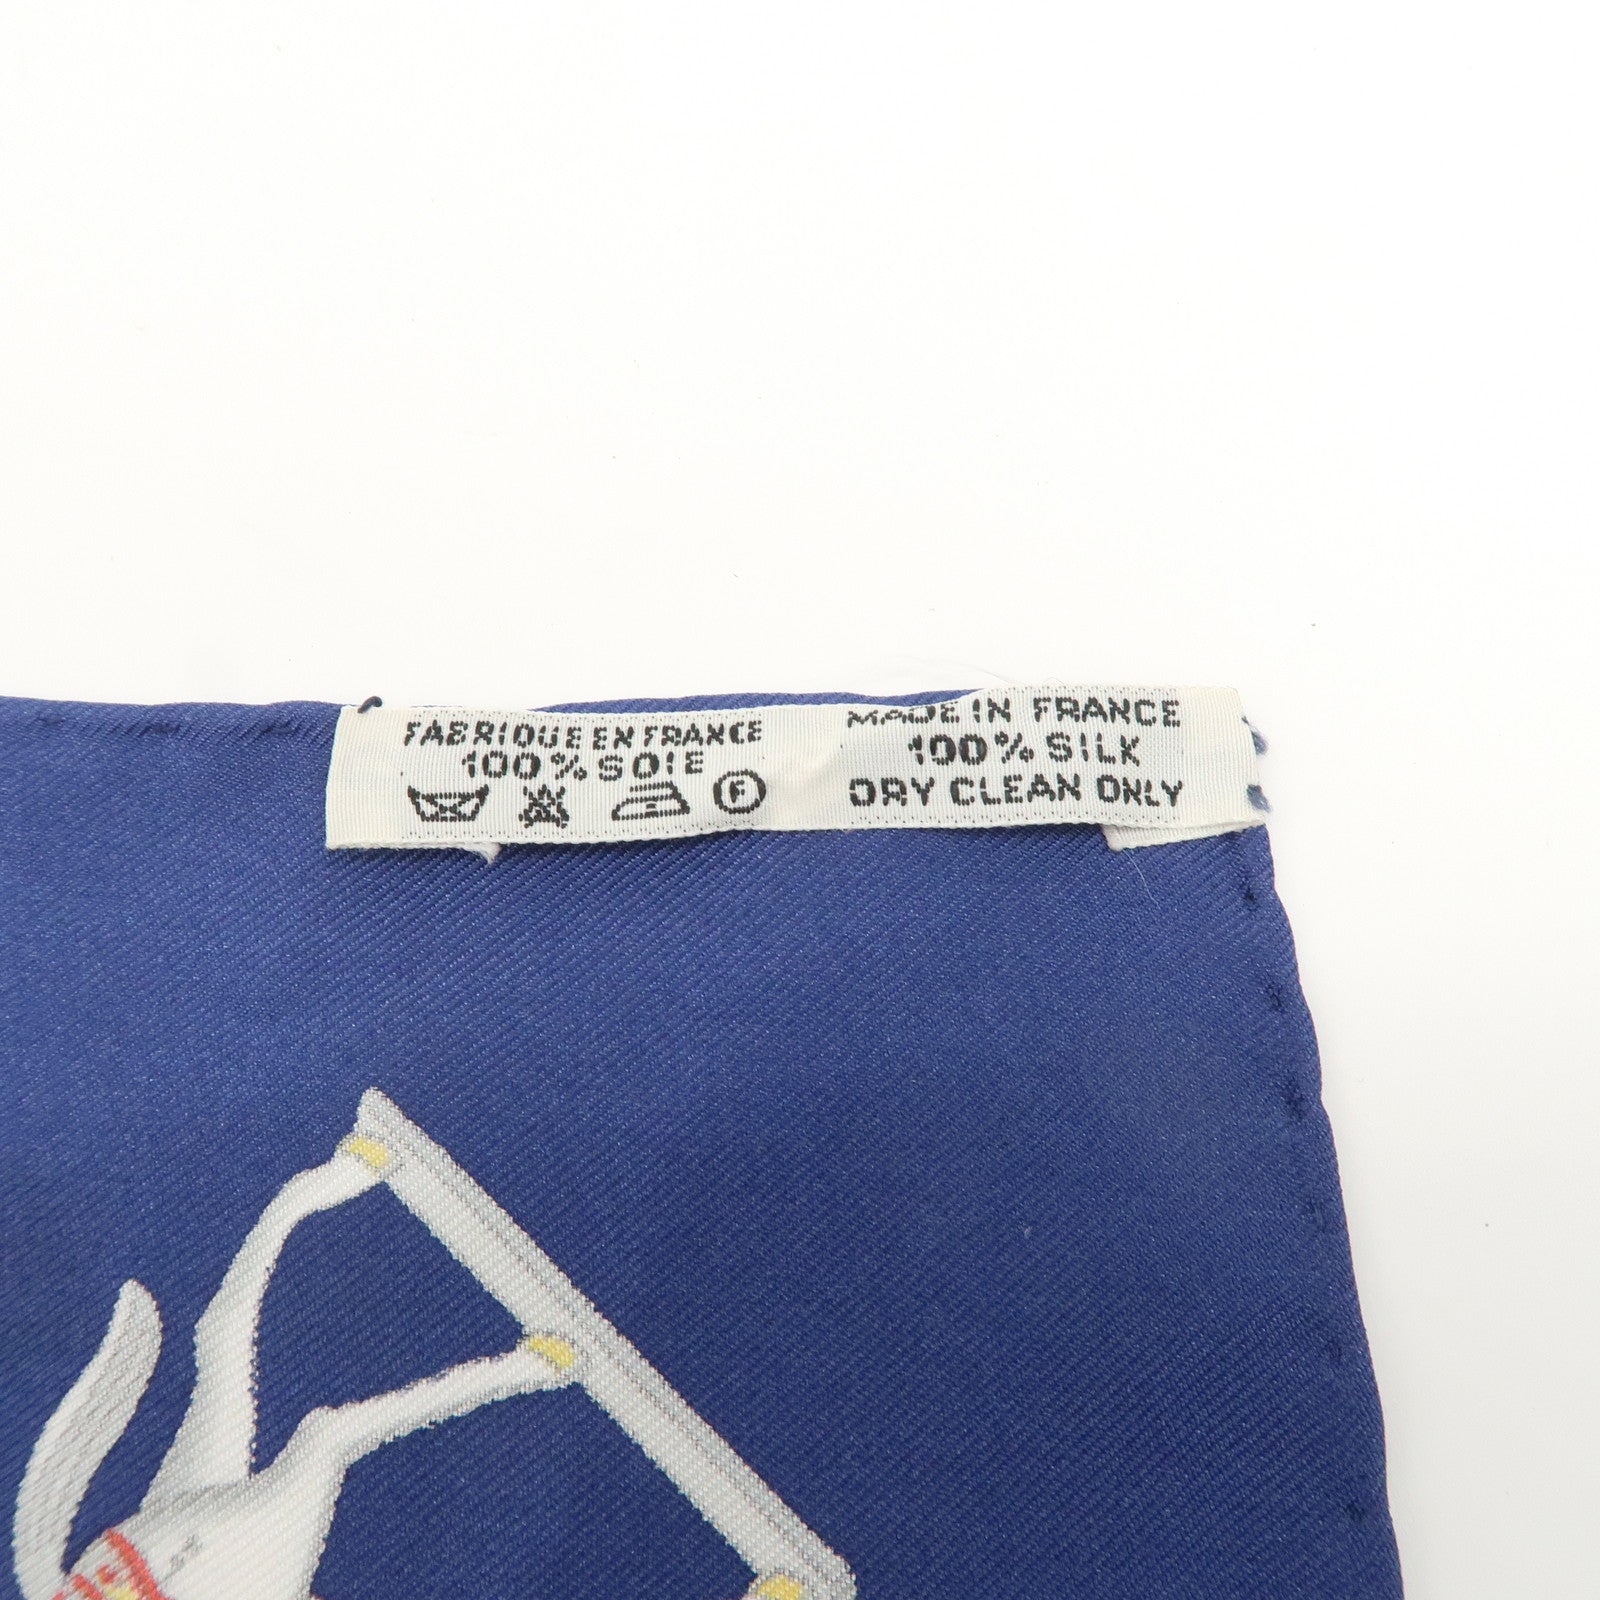 FABRIQUE EN FRANCE
100% SOIE
F
MADE IN FRANCE
100% SILK
DRY CLEAN ONLY